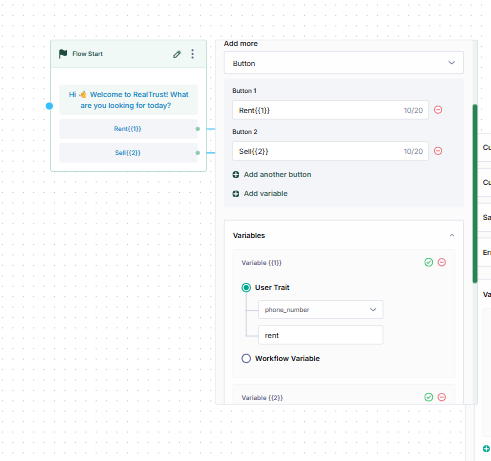 Flow Start
Hi 👋 Welcome to RealTrust! What
are you looking for today?
Rent{{1}}
Sell{{2}}
Add more
Button
Button 1
Rent{{1}}
10/20
Button 2
Sell{{2}}
10/20
Add another button
Add variable
Variables
Variable {{1}}
User Trait
phone_number
rent
Workflow Variable
Variable {{2}}
Cu
Cu
Sa
Va